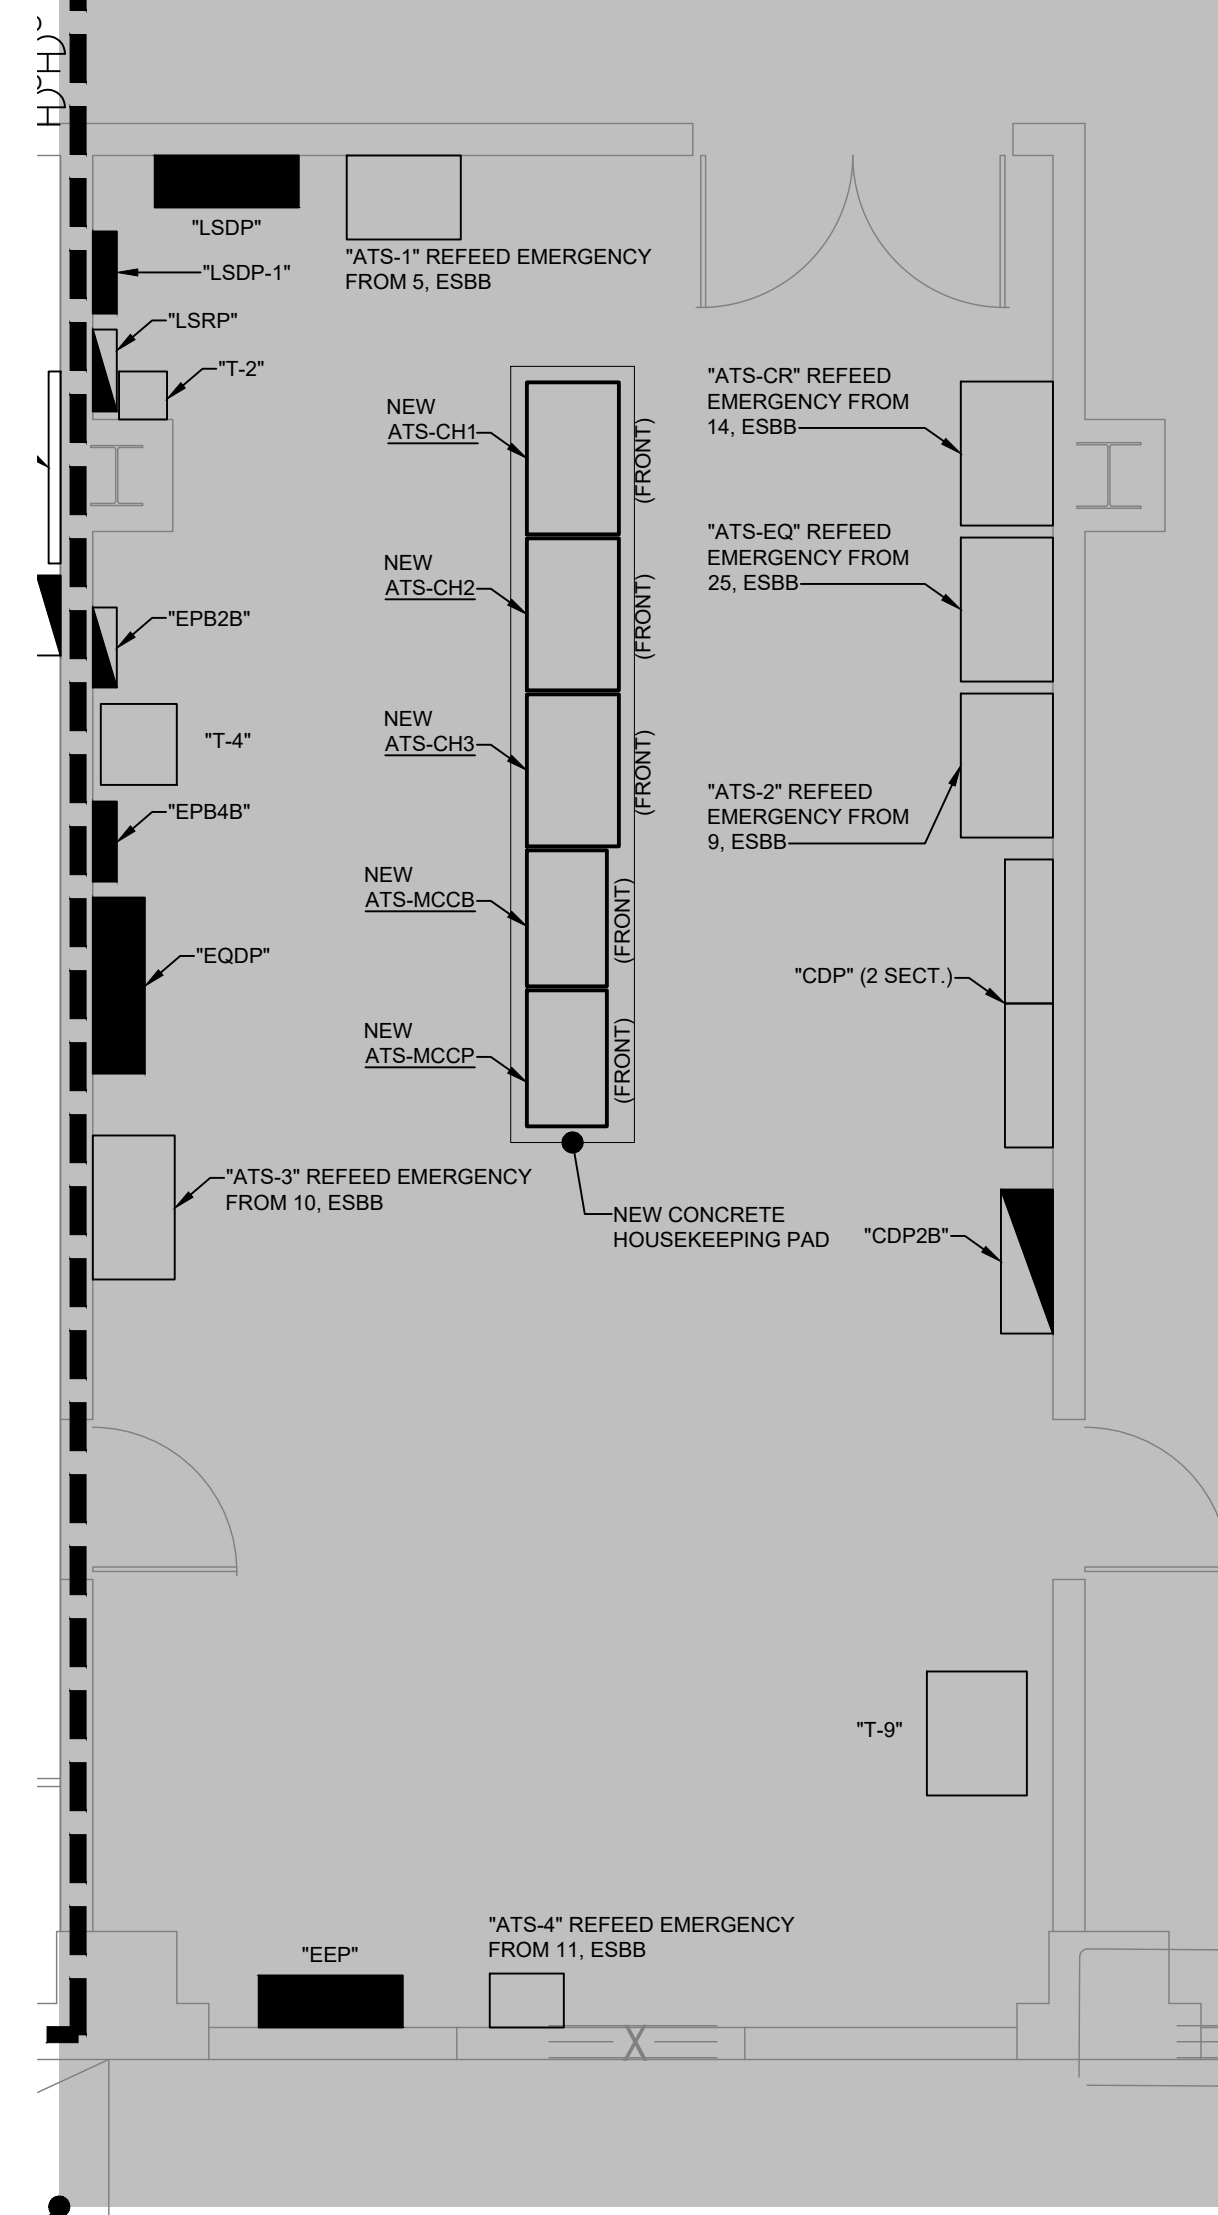 "LSDP"
"ATS-1" REFEED EMERGENCY
FROM 5, ESBB
"LSDP-1"
"LSRP"
"T-2"
NEW
ATS-CH1
(FRONT)
"ATS-CR" REFEED
EMERGENCY FROM
14, ESBB
NEW
ATS-CH2
(FRONT)
"ATS-EQ" REFEED
EMERGENCY FROM
25, ESBB
"EPB2B"
"T-4"
NEW
ATS-CH3
(FRONT)
"ATS-2" REFEED
EMERGENCY FROM
9, ESBB
"EPB4B"
NEW
ATS-MCCB
(FRONT)
"EQDP"
"CDP" (2 SECT.)
NEW
ATS-MCCP
(FRONT)
"ATS-3" REFEED EMERGENCY
FROM 10, ESBB
NEW CONCRETE
HOUSEKEEPING PAD
"CDP2B"
"T-9"
"ATS-4" REFEED EMERGENCY
FROM 11, ESBB
"EEP"